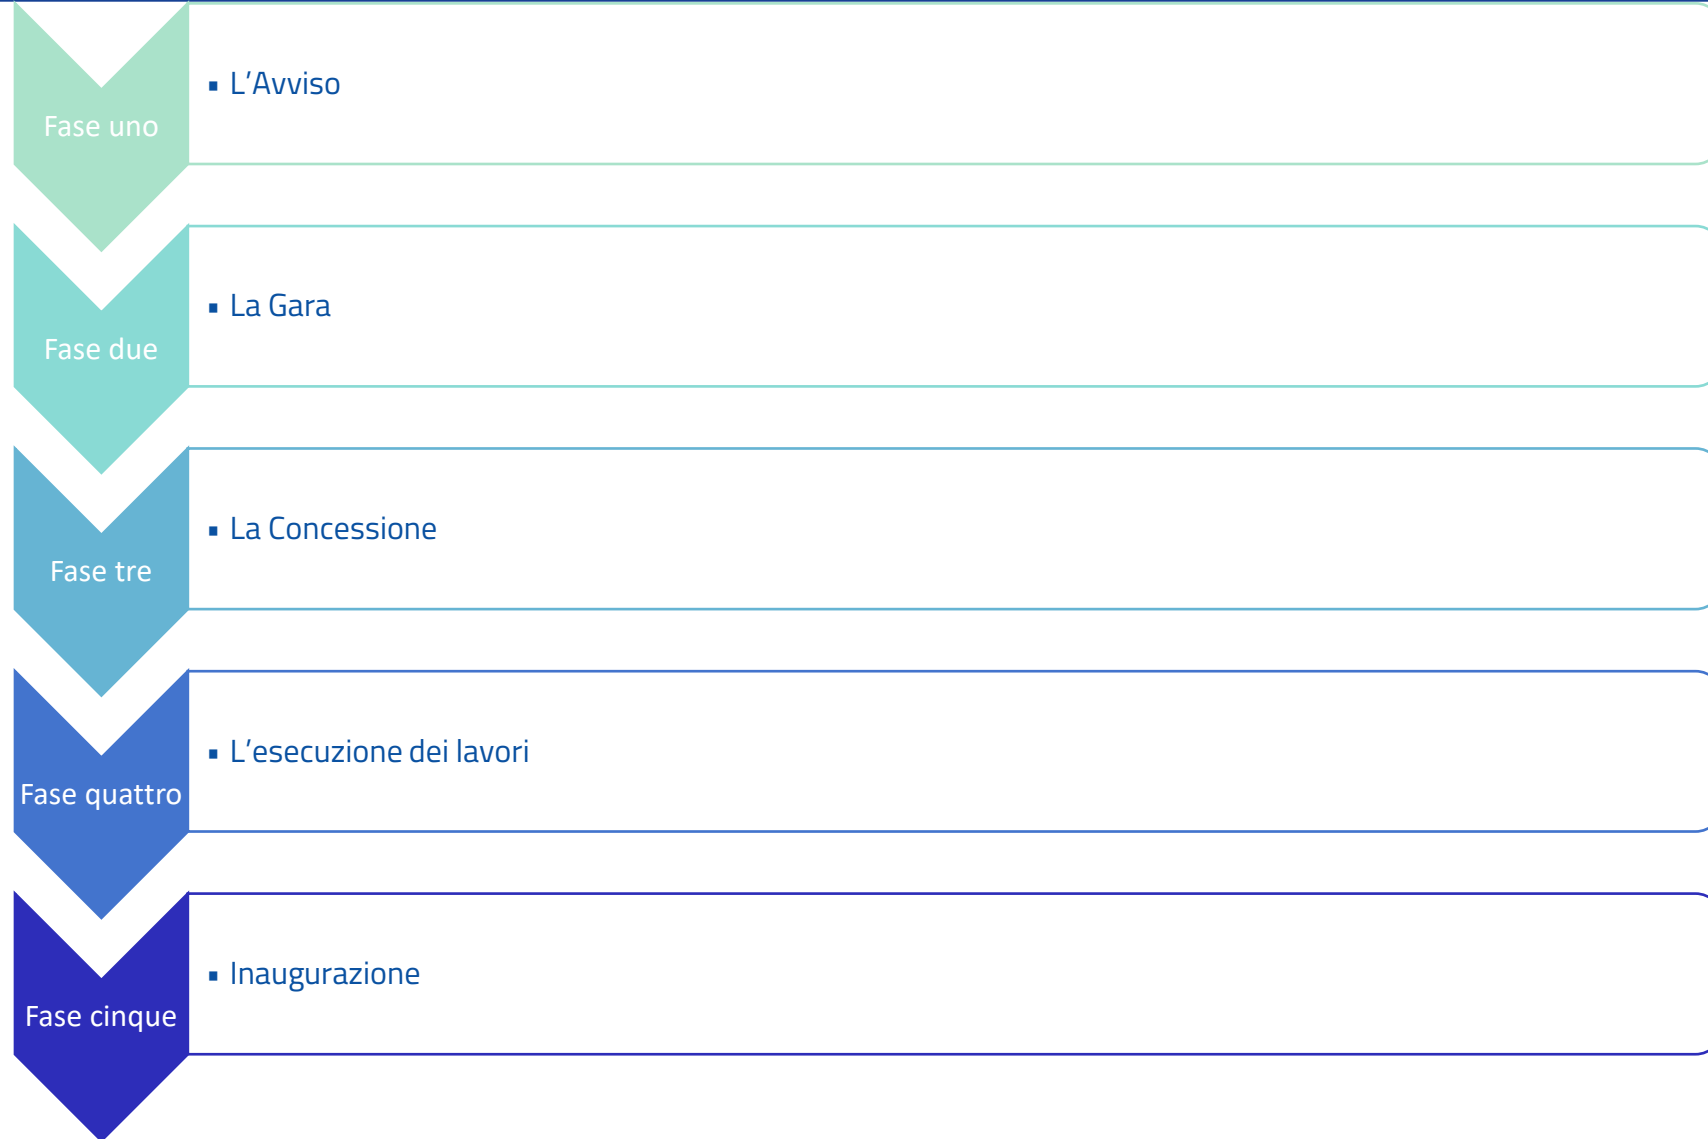 Fase uno
▪ L’Avviso
Fase due
▪ La Gara
Fase tre
▪ La Concessione
Fase quattro
▪ L’esecuzione dei lavori
Fase cinque
▪ Inaugurazione